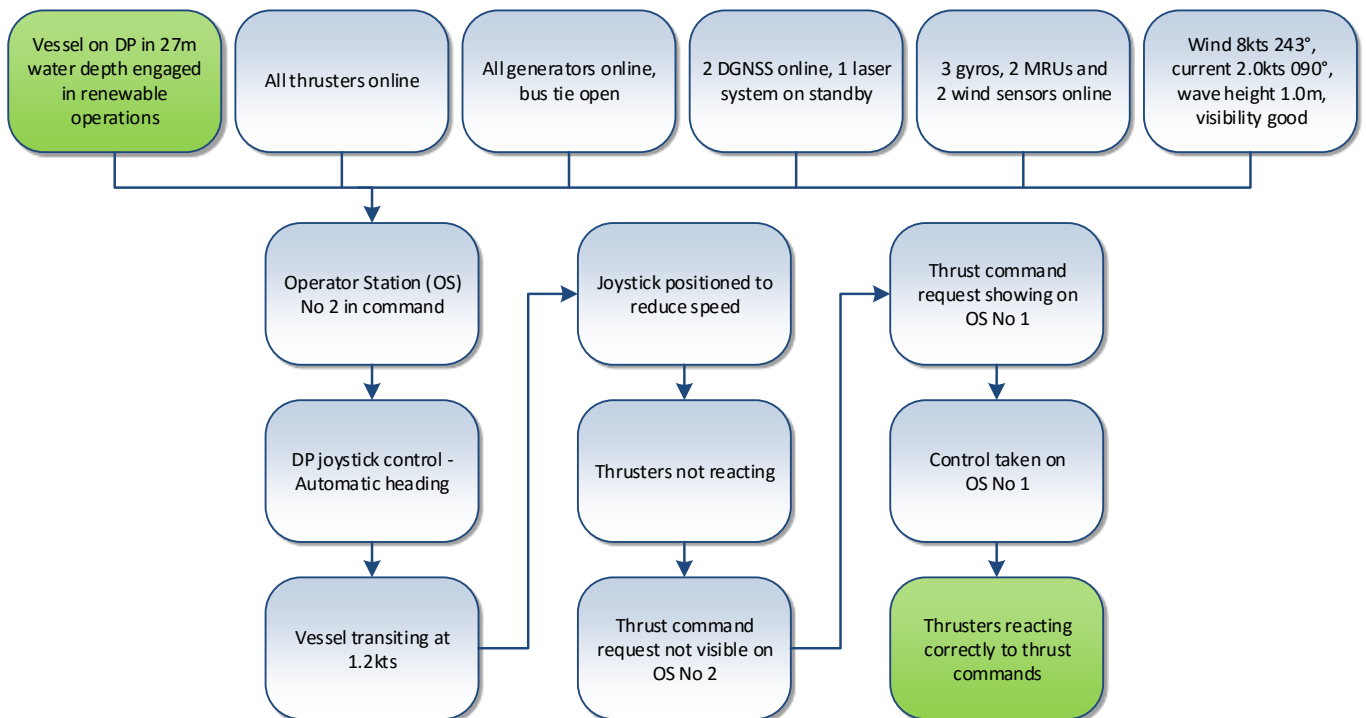 Vessel on DP in 27m
water depth engaged
in renewable
operations
All thrusters online
All generators online,
bus tie open
2 DGNSS online, 1 laser
system on standby
3 gyros, 2 MRUs and
2 wind sensors online
Wind 8kts 243°,
current 2.0kts 090°,
wave height 1.0m,
visibility good
Operator Station (OS)
No 2 in command
DP joystick control -
Automatic heading
Vessel transiting at
1.2kts
Joystick positioned to
reduce speed
Thrusters not reacting
Thrust command
request not visible on
OS No 2
Thrust command
request showing on
OS No 1
Control taken on
OS No 1
Thrusters reacting
correctly to thrust
commands